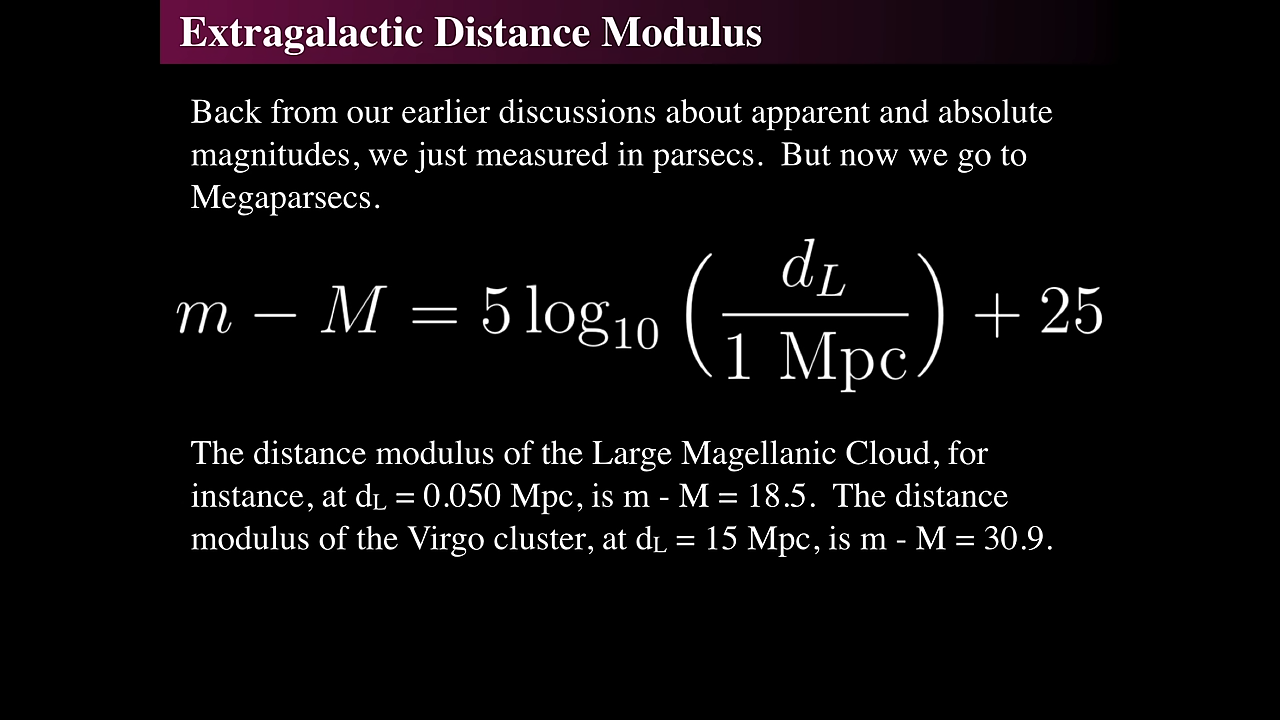 Extragalactic Distance Modulus
Back from our earlier discussions about apparent and absolute
magnitudes, we just measured in parsecs.  But now we go to
Megaparsecs.
m − M = 5 log₁₀ (d_L / 1 Mpc) + 25
The distance modulus of the Large Magellanic Cloud, for
instance, at dL = 0.050 Mpc, is m - M = 18.5.  The distance
modulus of the Virgo cluster, at dL = 15 Mpc, is m - M = 30.9.